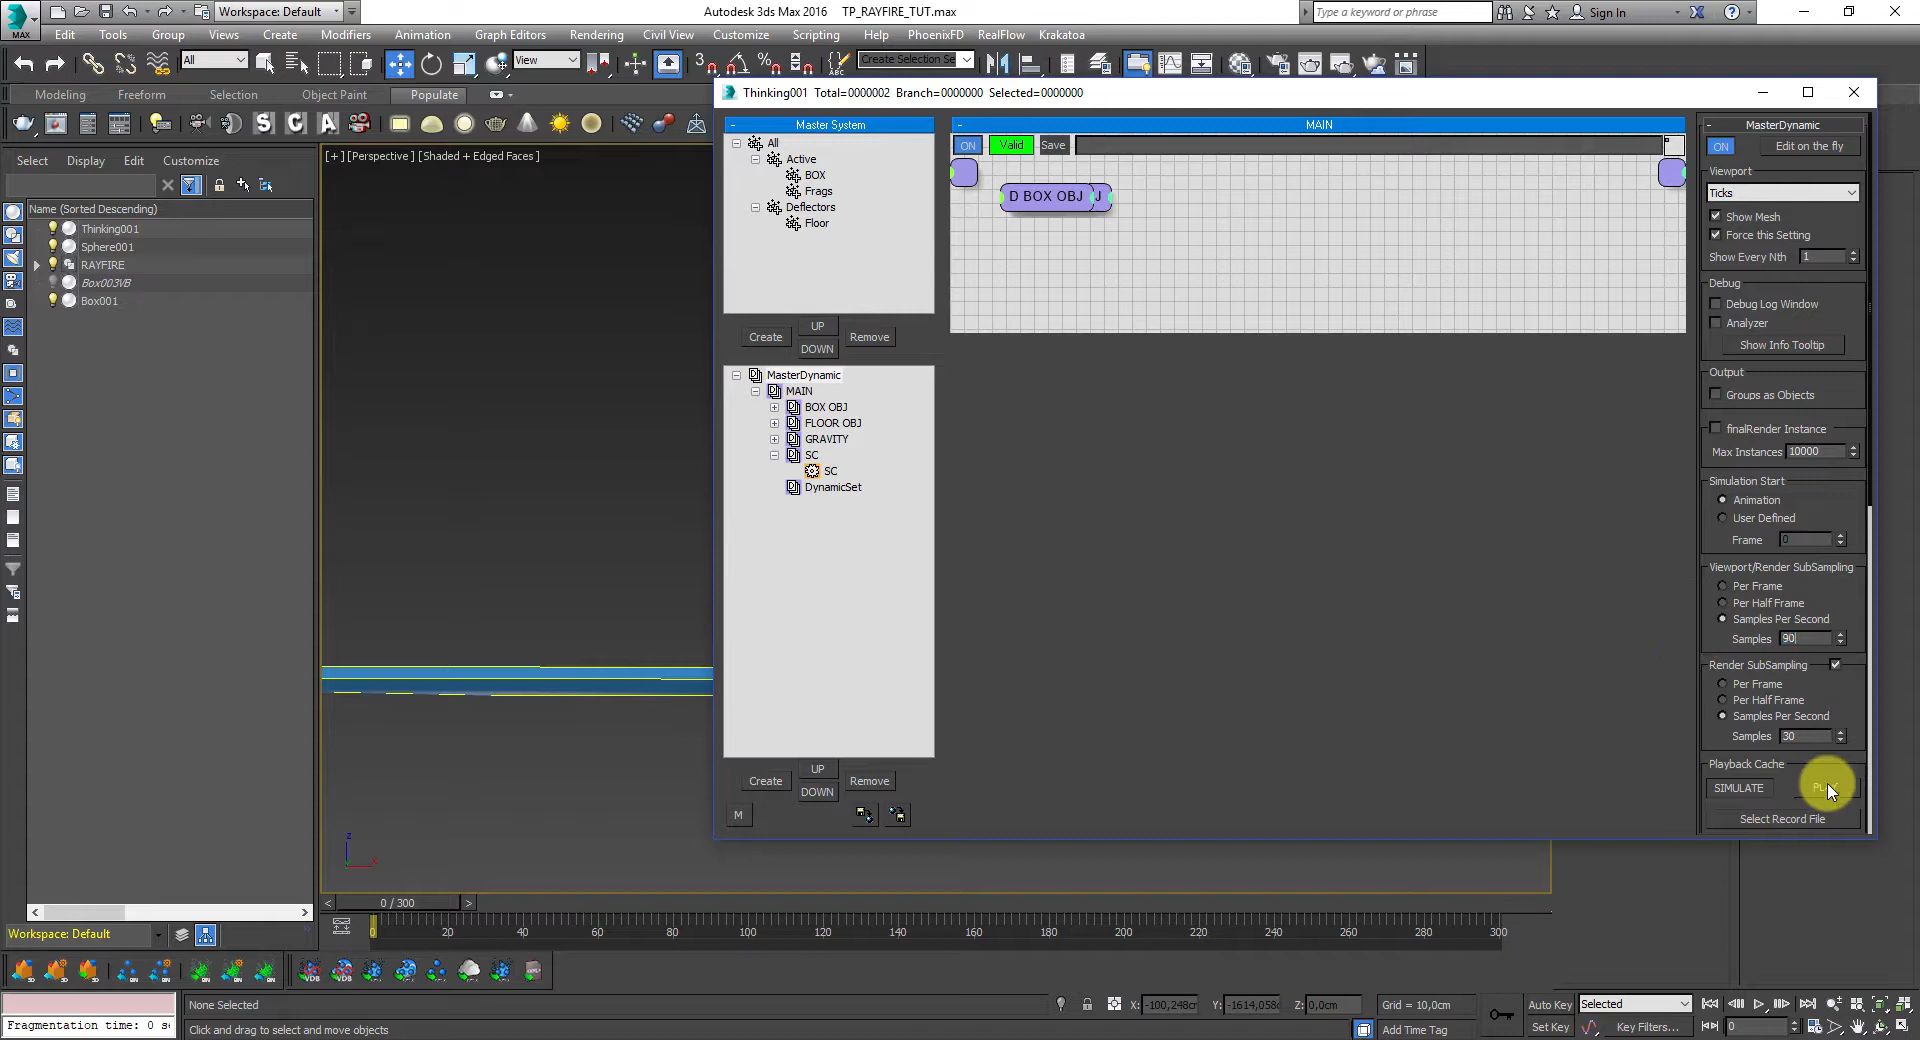 Workspace: Default
Autodesk 3ds Max 2016    TP_RAYFIRE_TUT.max
Type a keyword or phrase
Sign In
MAX
Edit Tools Group Views Create Modifiers Animation Graph Editors Rendering Civil View Customize Scripting Help PhoenixFD RealFlow Krakatoa
All
View
3
Create Selection Se
Modeling Freeform Selection Object Paint Populate
Thinking001 Total=0000002 Branch=0000000 Selected=0000000
S C A
Master System
MAIN
MasterDynamic
ON Valid Save
ON Edit on the fly
Select Display Edit Customize
[+] [Perspective] [Shaded + Edged Faces]
Name (Sorted Descending)
Thinking001
Sphere001
RAYFIRE
Box003VB
Box001
All
Active
BOX
Frags
Deflectors
Floor
D BOX OBJ J
Create UP DOWN Remove
MasterDynamic
MAIN
BOX OBJ
FLOOR OBJ
GRAVITY
SC
SC
DynamicSet
Create UP DOWN Remove
M
Viewport
Ticks
Show Mesh
Force this Setting
Show Every Nth 1
Debug
Debug Log Window
Analyzer
Show Info Tooltip
Output
Groups as Objects
finalRender Instance
Max Instances 10000
Simulation Start
Animation
User Defined
Frame 0
Viewport/Render SubSampling
Per Frame
Per Half Frame
Samples Per Second
Samples 90
Render SubSampling
Per Frame
Per Half Frame
Samples Per Second
Samples 30
Playback Cache
SIMULATE
Select Record File
z
x
< 0 / 300 >
0 20 40 60 80 100 120 140 160 180 200 220 240 260 280 300
Workspace: Default
None Selected
X: -100,248cm Y: -1614,058c Z: 0,0cm Grid = 10,0cm
Auto Key Selected
Fragmentation time: 0 se
Click and drag to select and move objects
Add Time Tag
Set Key Key Filters...
0